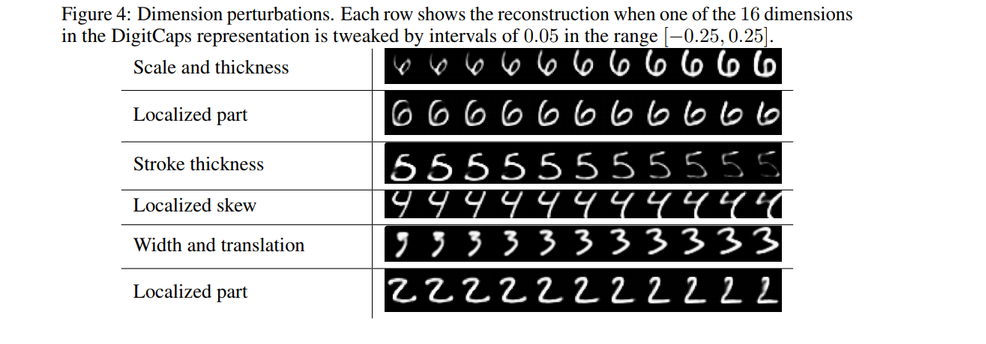 Figure 4: Dimension perturbations. Each row shows the reconstruction when one of the 16 dimensions
in the DigitCaps representation is tweaked by intervals of 0.05 in the range [−0.25, 0.25].
Scale and thickness 6 6 6 6 6 6 6 6 6 6 6
Localized part 6 6 6 6 6 6 6 6 6 6 6
Stroke thickness 5 5 5 5 5 5 5 5 5 5 5
Localized skew 4 4 4 4 4 4 4 4 4 4 4
Width and translation 3 3 3 3 3 3 3 3 3 3 3
Localized part 2 2 2 2 2 2 2 2 2 2 2